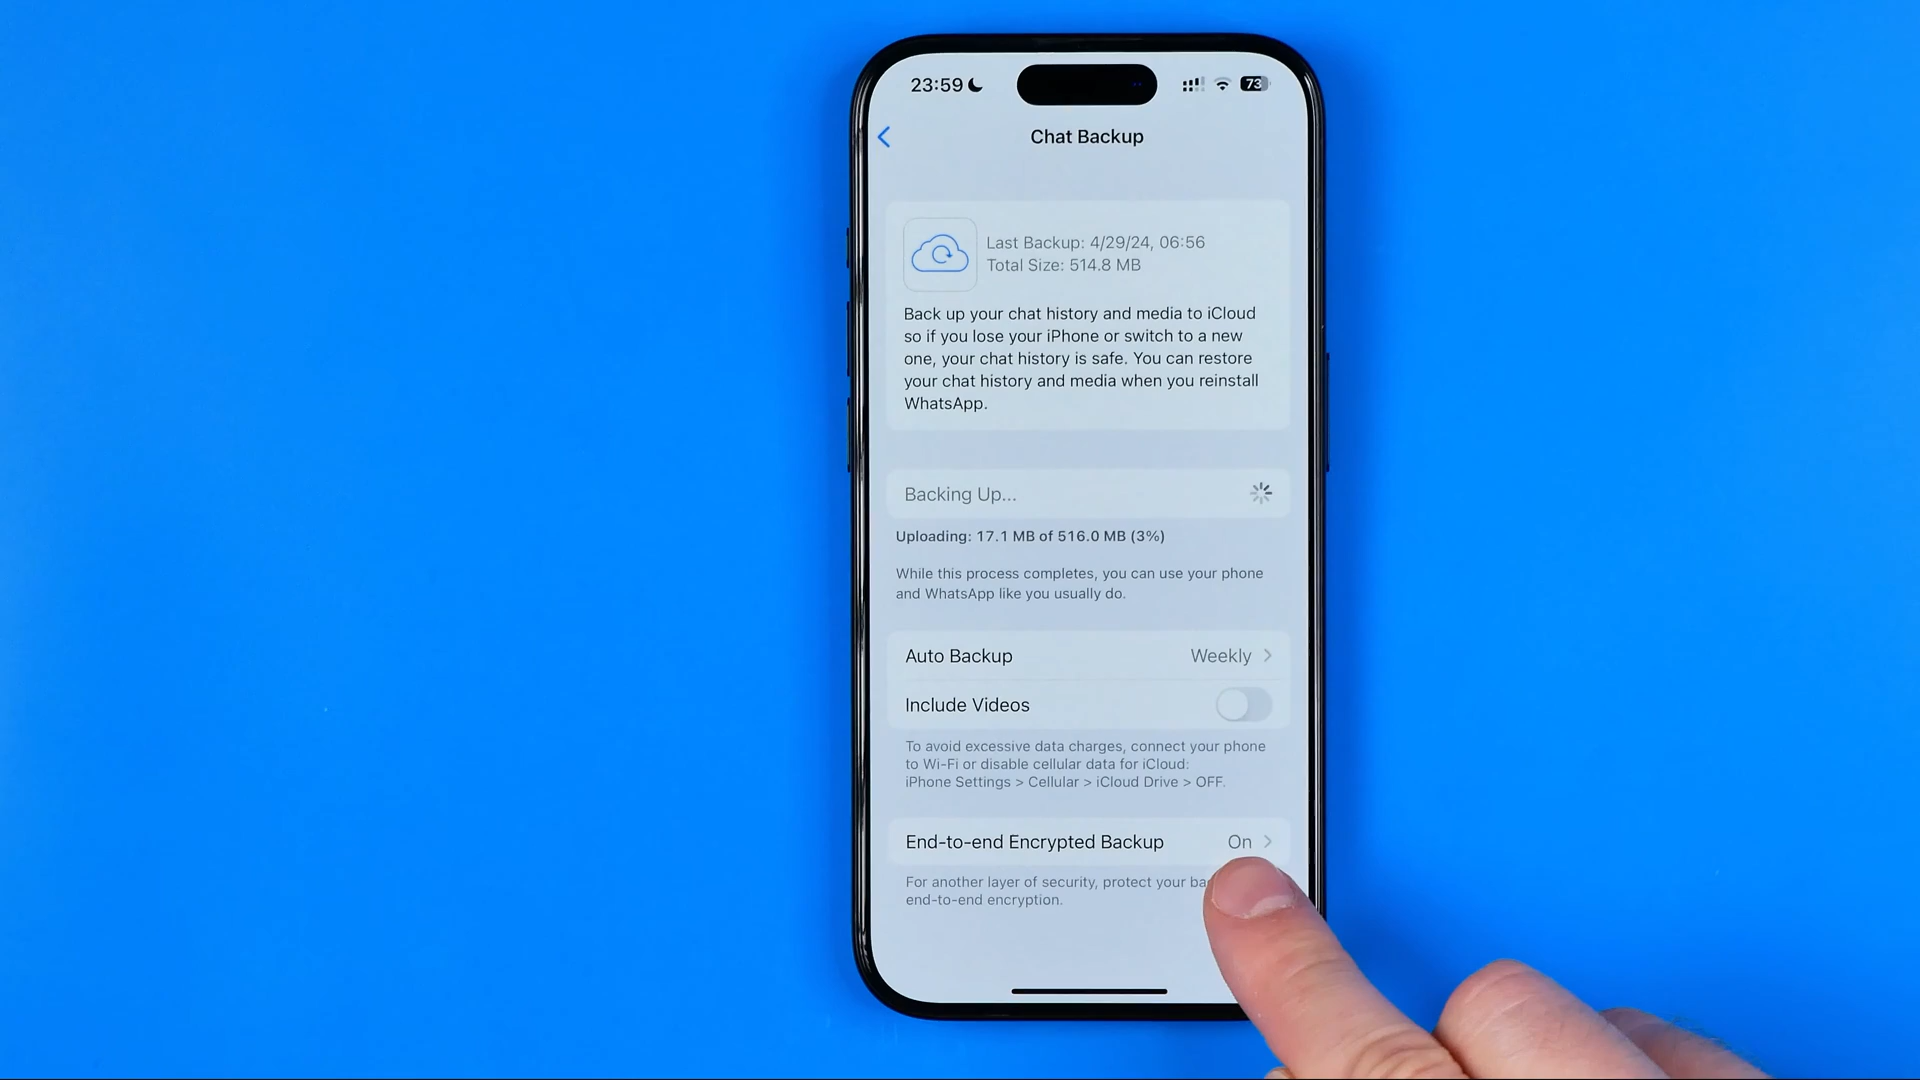 23:59
73
Chat Backup
Last Backup: 4/29/24, 06:56
Total Size: 514.8 MB
Back up your chat history and media to iCloud
so if you lose your iPhone or switch to a new
one, your chat history is safe. You can restore
your chat history and media when you reinstall
WhatsApp.
Backing Up...
Uploading: 17.1 MB of 516.0 MB (3%)
While this process completes, you can use your phone
and WhatsApp like you usually do.
Auto Backup Weekly
Include Videos
To avoid excessive data charges, connect your phone
to Wi-Fi or disable cellular data for iCloud:
iPhone Settings > Cellular > iCloud Drive > OFF.
End-to-end Encrypted Backup On
For another layer of security, protect your
end-to-end encryption.